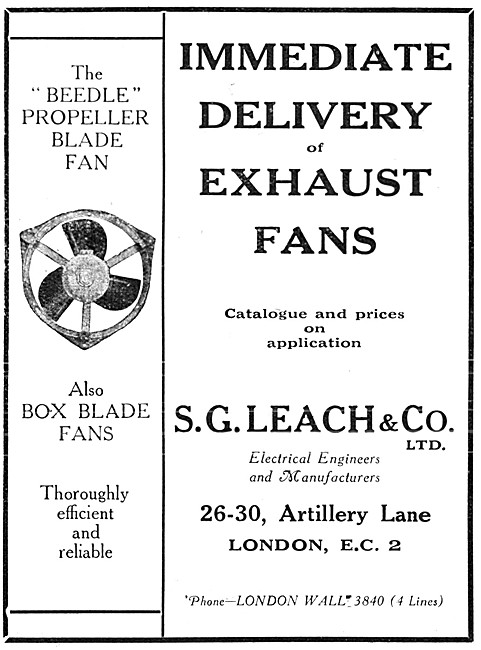 The
"BEEDLE"
PROPELLER
BLADE
FAN
Also
BOX BLADE
FANS
Thoroughly
efficient
and
reliable
IMMEDIATE
DELIVERY
of
EXHAUST
FANS
Catalogue and prices
on
application
S.G. LEACH & CO.
LTD.
Electrical Engineers
and Manufacturers
26-30, Artillery Lane
LONDON, E.C. 2
'Phone—LONDON WALL 3840 (4 Lines)